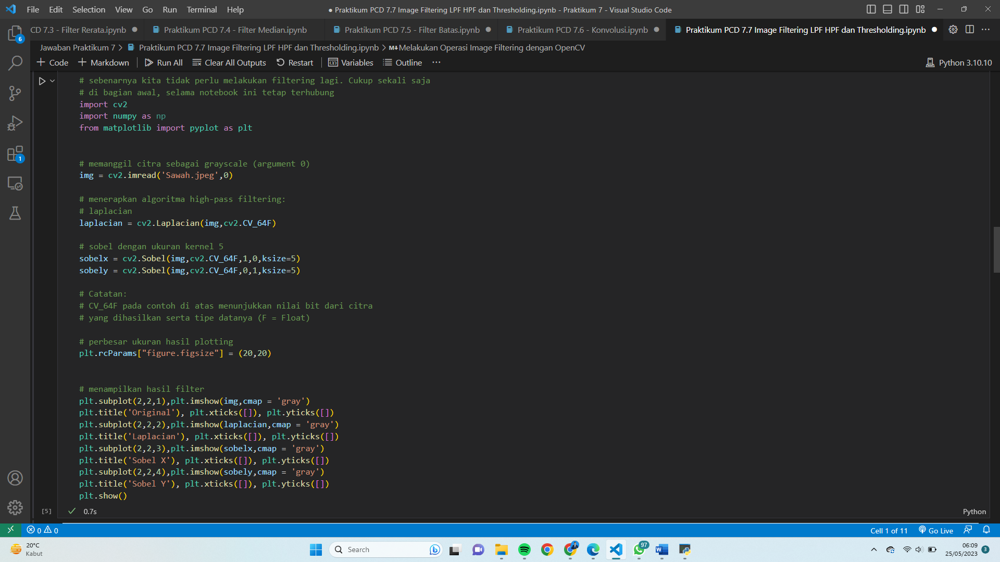 File Edit Selection View Go Run Terminal Help
● Praktikum PCD 7.7 Image Filtering LPF HPF dan Thresholding.ipynb - Praktikum 7 - Visual Studio Code
CD 7.3 - Filter Rerata.ipynb ●
Praktikum PCD 7.4 - Filter Median.ipynb
Praktikum PCD 7.5 - Filter Batas.ipynb ●
Praktikum PCD 7.6 - Konvolusi.ipynb ●
Praktikum PCD 7.7 Image Filtering LPF HPF dan Thresholding.ipynb ●
Jawaban Praktikum 7 > Praktikum PCD 7.7 Image Filtering LPF HPF dan Thresholding.ipynb > M↓Melakukan Operasi Image Filtering dengan OpenCV
+ Code + Markdown Run All Clear All Outputs Restart Variables Outline ... Python 3.10.10
# sebenarnya kita tidak perlu melakukan filtering lagi. Cukup sekali saja
# di bagian awal, selama notebook ini tetap terhubung
import cv2
import numpy as np
from matplotlib import pyplot as plt
# memanggil citra sebagai grayscale (argument 0)
img = cv2.imread('Sawah.jpeg',0)
# menerapkan algoritma high-pass filtering:
# laplacian
laplacian = cv2.Laplacian(img,cv2.CV_64F)
# sobel dengan ukuran kernel 5
sobelx = cv2.Sobel(img,cv2.CV_64F,1,0,ksize=5)
sobely = cv2.Sobel(img,cv2.CV_64F,0,1,ksize=5)
# Catatan:
# CV_64F pada contoh di atas menunjukkan nilai bit dari citra
# yang dihasilkan serta tipe datanya (F = Float)
# perbesar ukuran hasil plotting
plt.rcParams["figure.figsize"] = (20,20)
# menampilkan hasil filter
plt.subplot(2,2,1),plt.imshow(img,cmap = 'gray')
plt.title('Original'), plt.xticks([]), plt.yticks([])
plt.subplot(2,2,2),plt.imshow(laplacian,cmap = 'gray')
plt.title('Laplacian'), plt.xticks([]), plt.yticks([])
plt.subplot(2,2,3),plt.imshow(sobelx,cmap = 'gray')
plt.title('Sobel X'), plt.xticks([]), plt.yticks([])
plt.subplot(2,2,4),plt.imshow(sobely,cmap = 'gray')
plt.title('Sobel Y'), plt.xticks([]), plt.yticks([])
plt.show()
[5] ✓ 0.7s Python
6
1
0 0 Cell 1 of 11 Go Live
20°C
Kabut
Search
97
06:09
25/05/2023
3